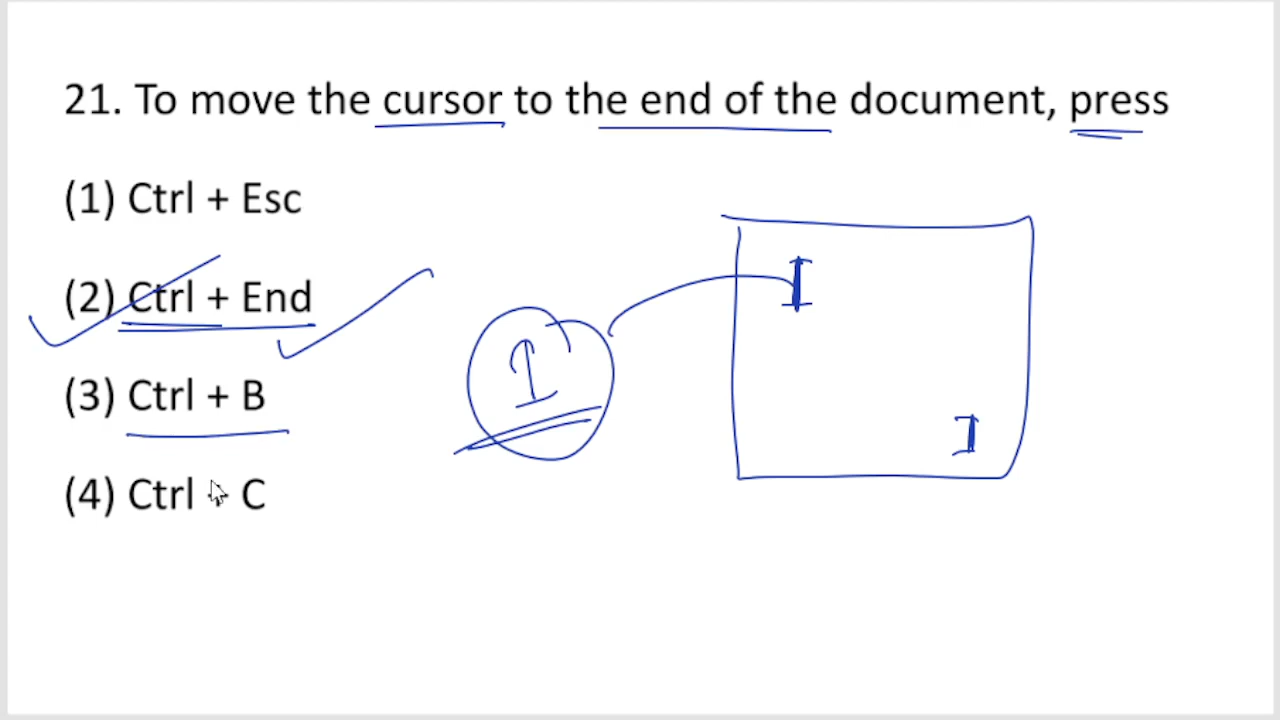 21. To move the cursor to the end of the document, press
(1) Ctrl + Esc
(2) Ctrl + End
(3) Ctrl + B
(4) Ctrl + C
I
I
I